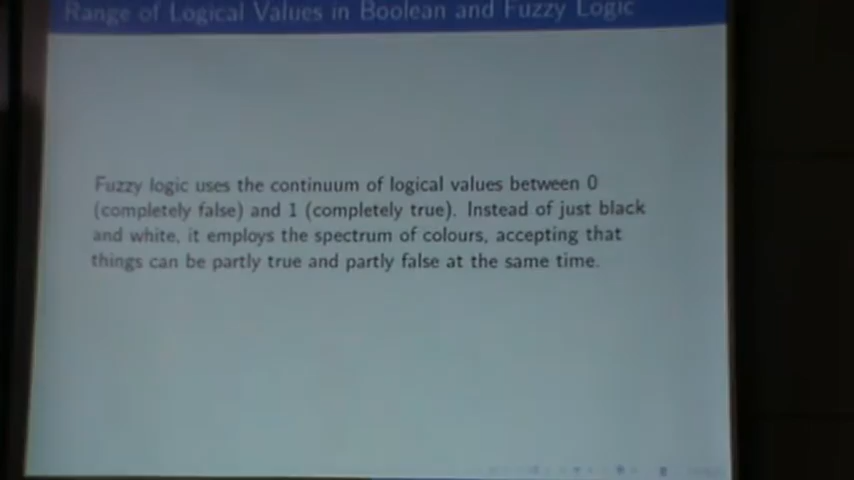 Range of Logical Values in Boolean and Fuzzy Logic
Fuzzy logic uses the continuum of logical values between 0
(completely false) and 1 (completely true). Instead of just black
and white, it employs the spectrum of colours, accepting that
things can be partly true and partly false at the same time.